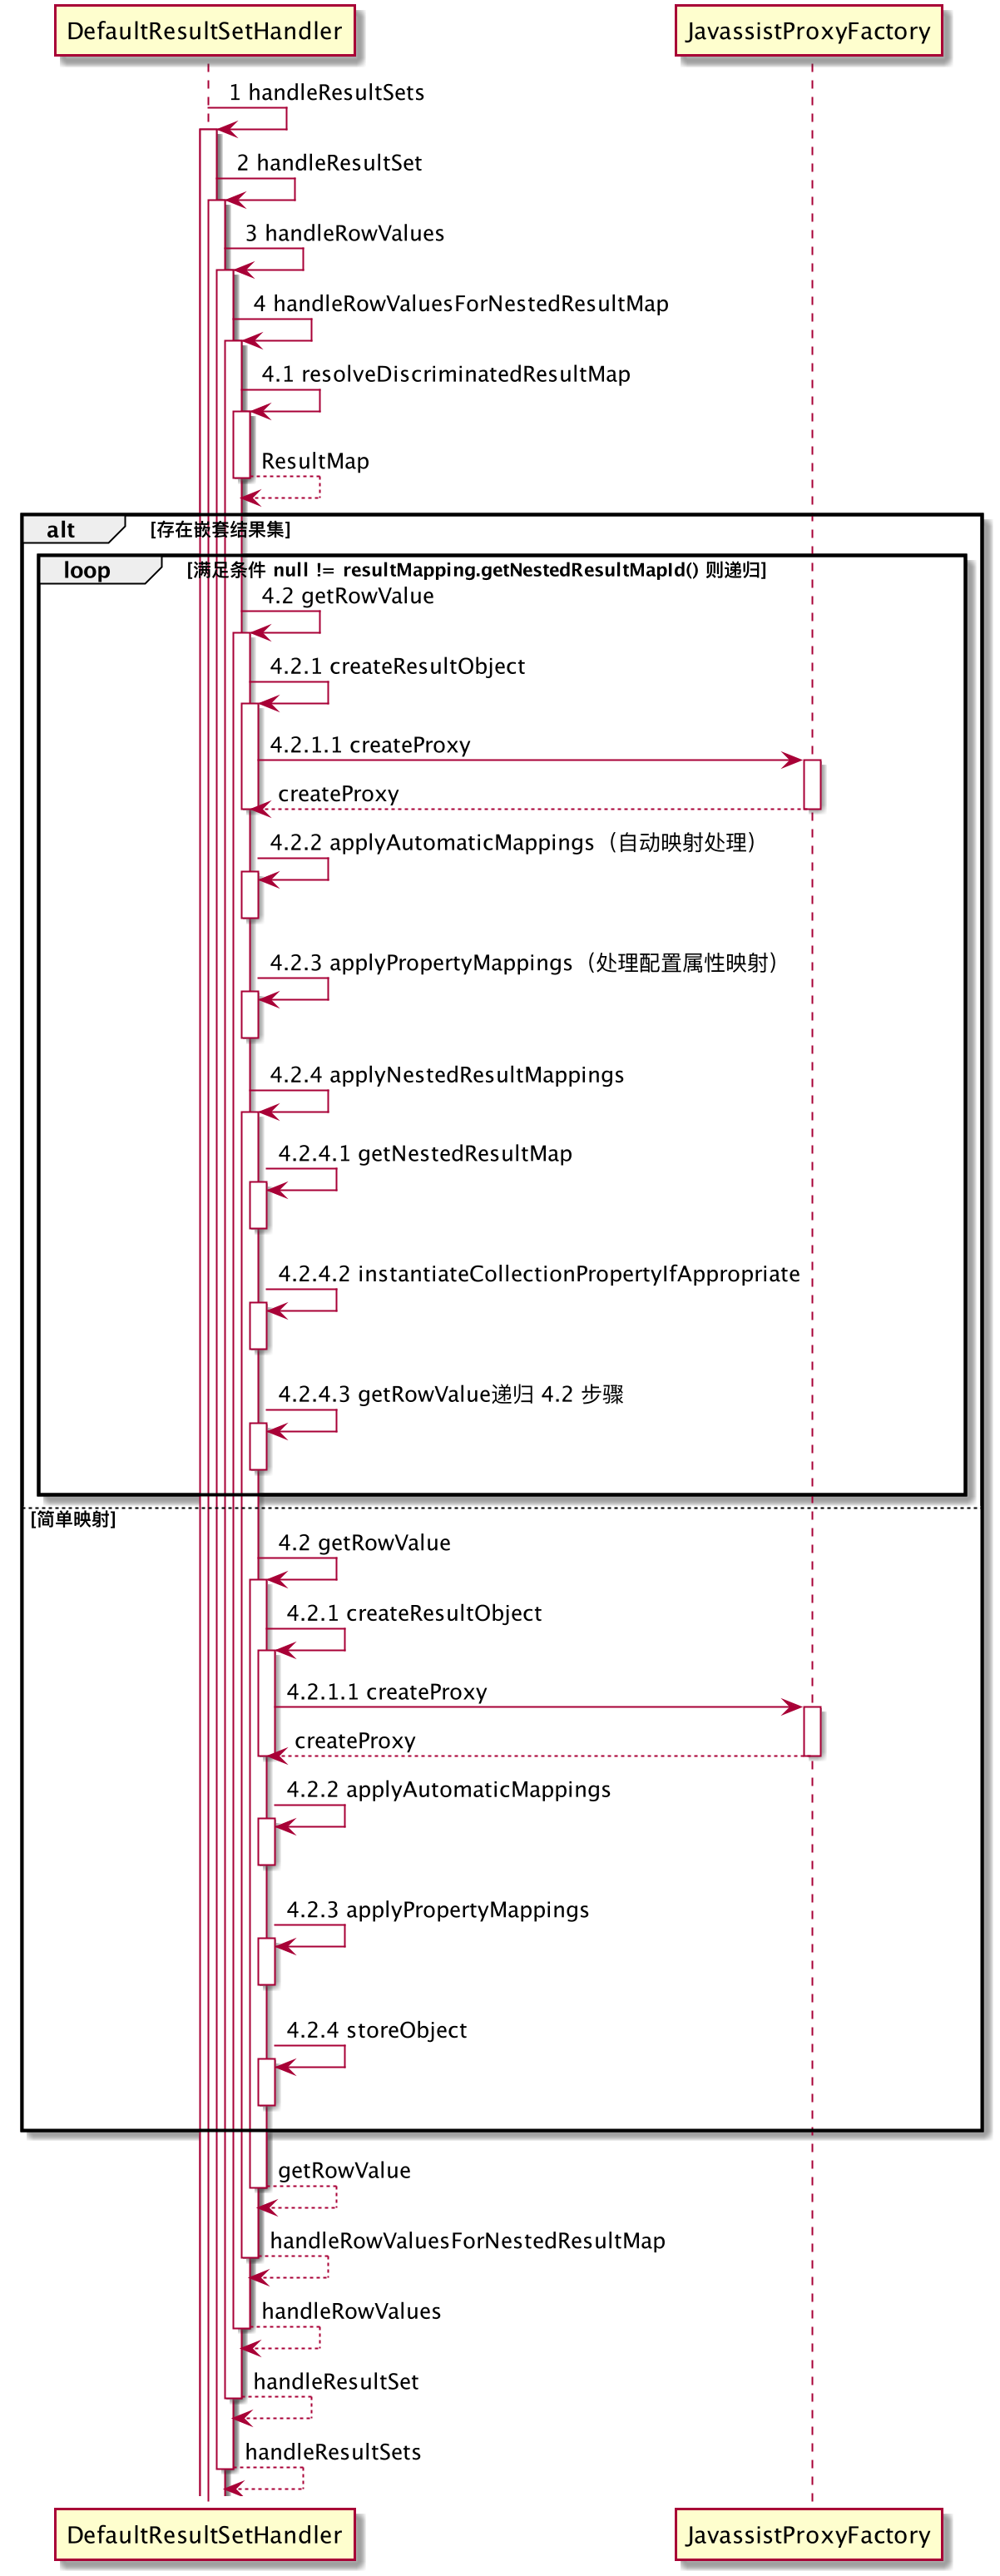 DefaultResultSetHandler
JavassistProxyFactory
1 handleResultSets
2 handleResultSet
3 handleRowValues
4 handleRowValuesForNestedResultMap
4.1 resolveDiscriminatedResultMap
ResultMap
alt [存在嵌套结果集]
loop [满足条件 null != resultMapping.getNestedResultMapId() 则递归]
4.2 getRowValue
4.2.1 createResultObject
4.2.1.1 createProxy
createProxy
4.2.2 applyAutomaticMappings（自动映射处理）
4.2.3 applyPropertyMappings（处理配置属性映射）
4.2.4 applyNestedResultMappings
4.2.4.1 getNestedResultMap
4.2.4.2 instantiateCollectionPropertyIfAppropriate
4.2.4.3 getRowValue递归 4.2 步骤
[简单映射]
4.2 getRowValue
4.2.1 createResultObject
4.2.1.1 createProxy
createProxy
4.2.2 applyAutomaticMappings
4.2.3 applyPropertyMappings
4.2.4 storeObject
getRowValue
handleRowValuesForNestedResultMap
handleRowValues
handleResultSet
handleResultSets
DefaultResultSetHandler
JavassistProxyFactory